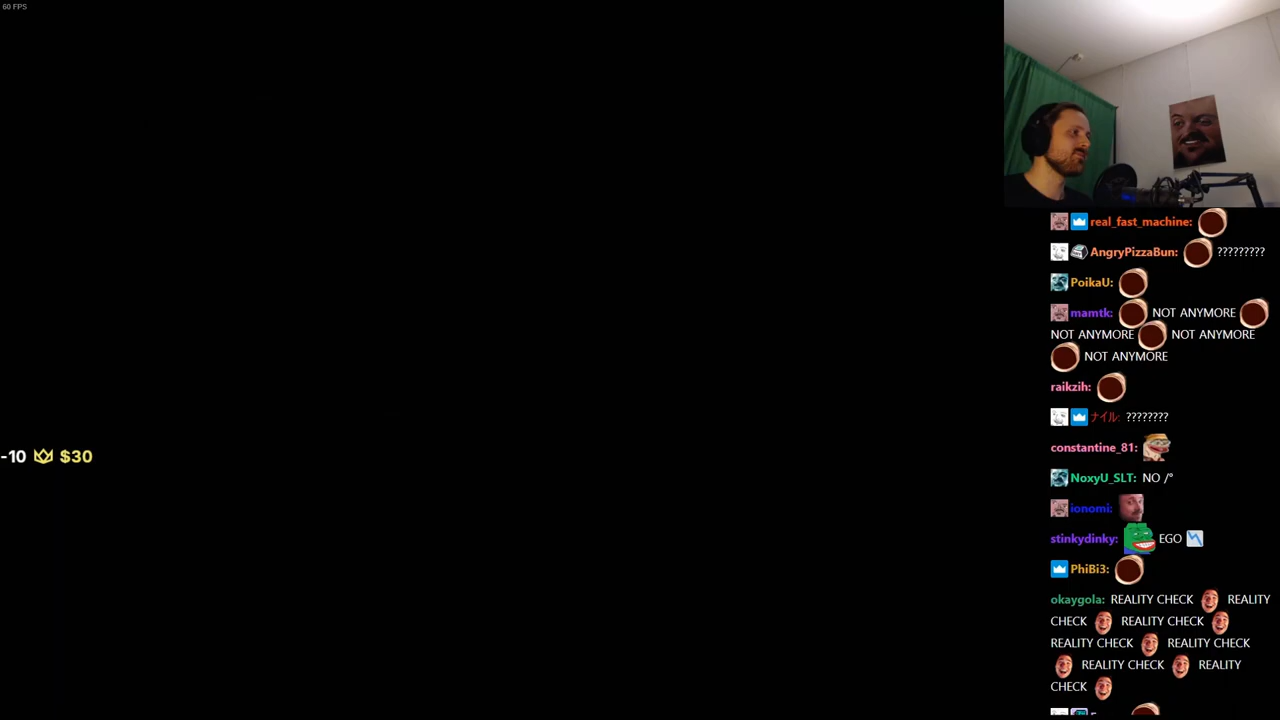 60 FPS
real_fast_machine:
AngryPizzaBun: ?????????
PoikaU:
mamtk: NOT ANYMORE
NOT ANYMORE NOT ANYMORE
NOT ANYMORE
raikzih:
ナイル: ????????
constantine_81:
-10 $30
NoxyU_SLT: NO /°
ionomi:
stinkydinky: EGO
PhiBi3:
okaygola: REALITY CHECK REALITY
CHECK REALITY CHECK
REALITY CHECK REALITY CHECK
REALITY CHECK REALITY
CHECK